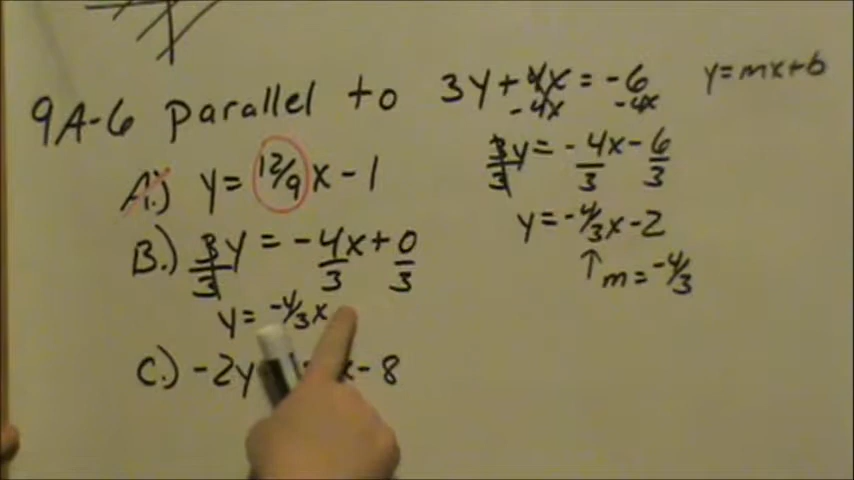 9A-6 parallel to 3y+4x=-6 y=mx+b
-4x -4x
3y = -4x - 6
3 3 3
y = -4/3x - 2
↑ m = -4/3
A.) y = 12/9 x - 1
B.) 3y = -4x + 0
3 3 3
y = -4/3 x
C.) -2y x - 8